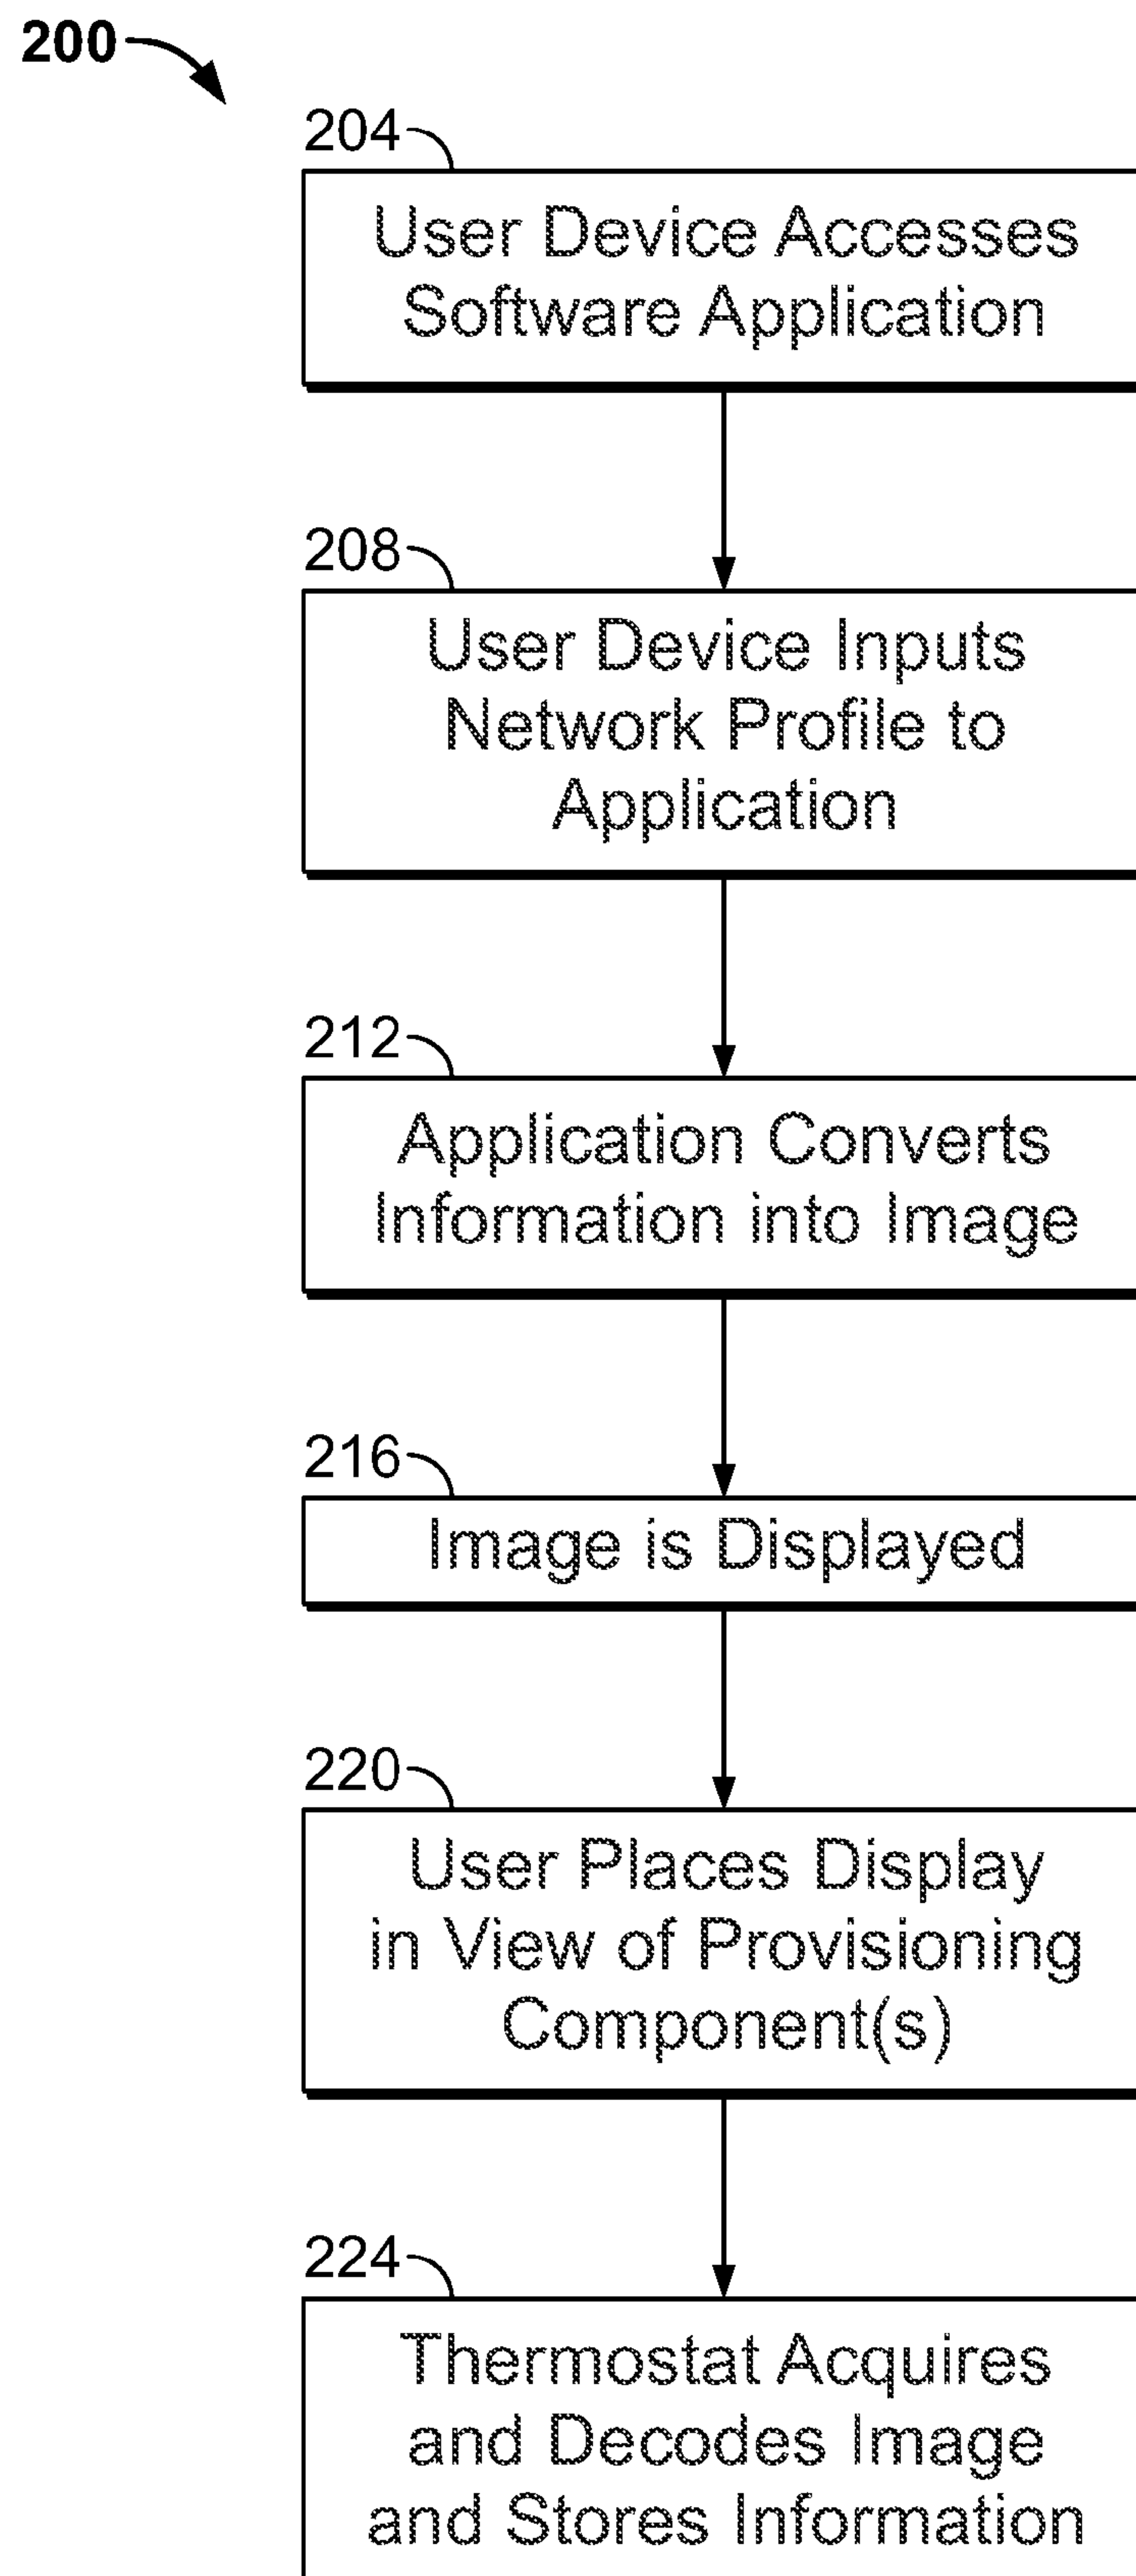 200
204
User Device Accesses
Software Application
208
User Device Inputs
Network Profile to
Application
212
Application Converts
Information into Image
216
Image is Displayed
220
User Places Display
in View of Provisioning
Component(s)
224
Thermostat Acquires
and Decodes Image
and Stores Information